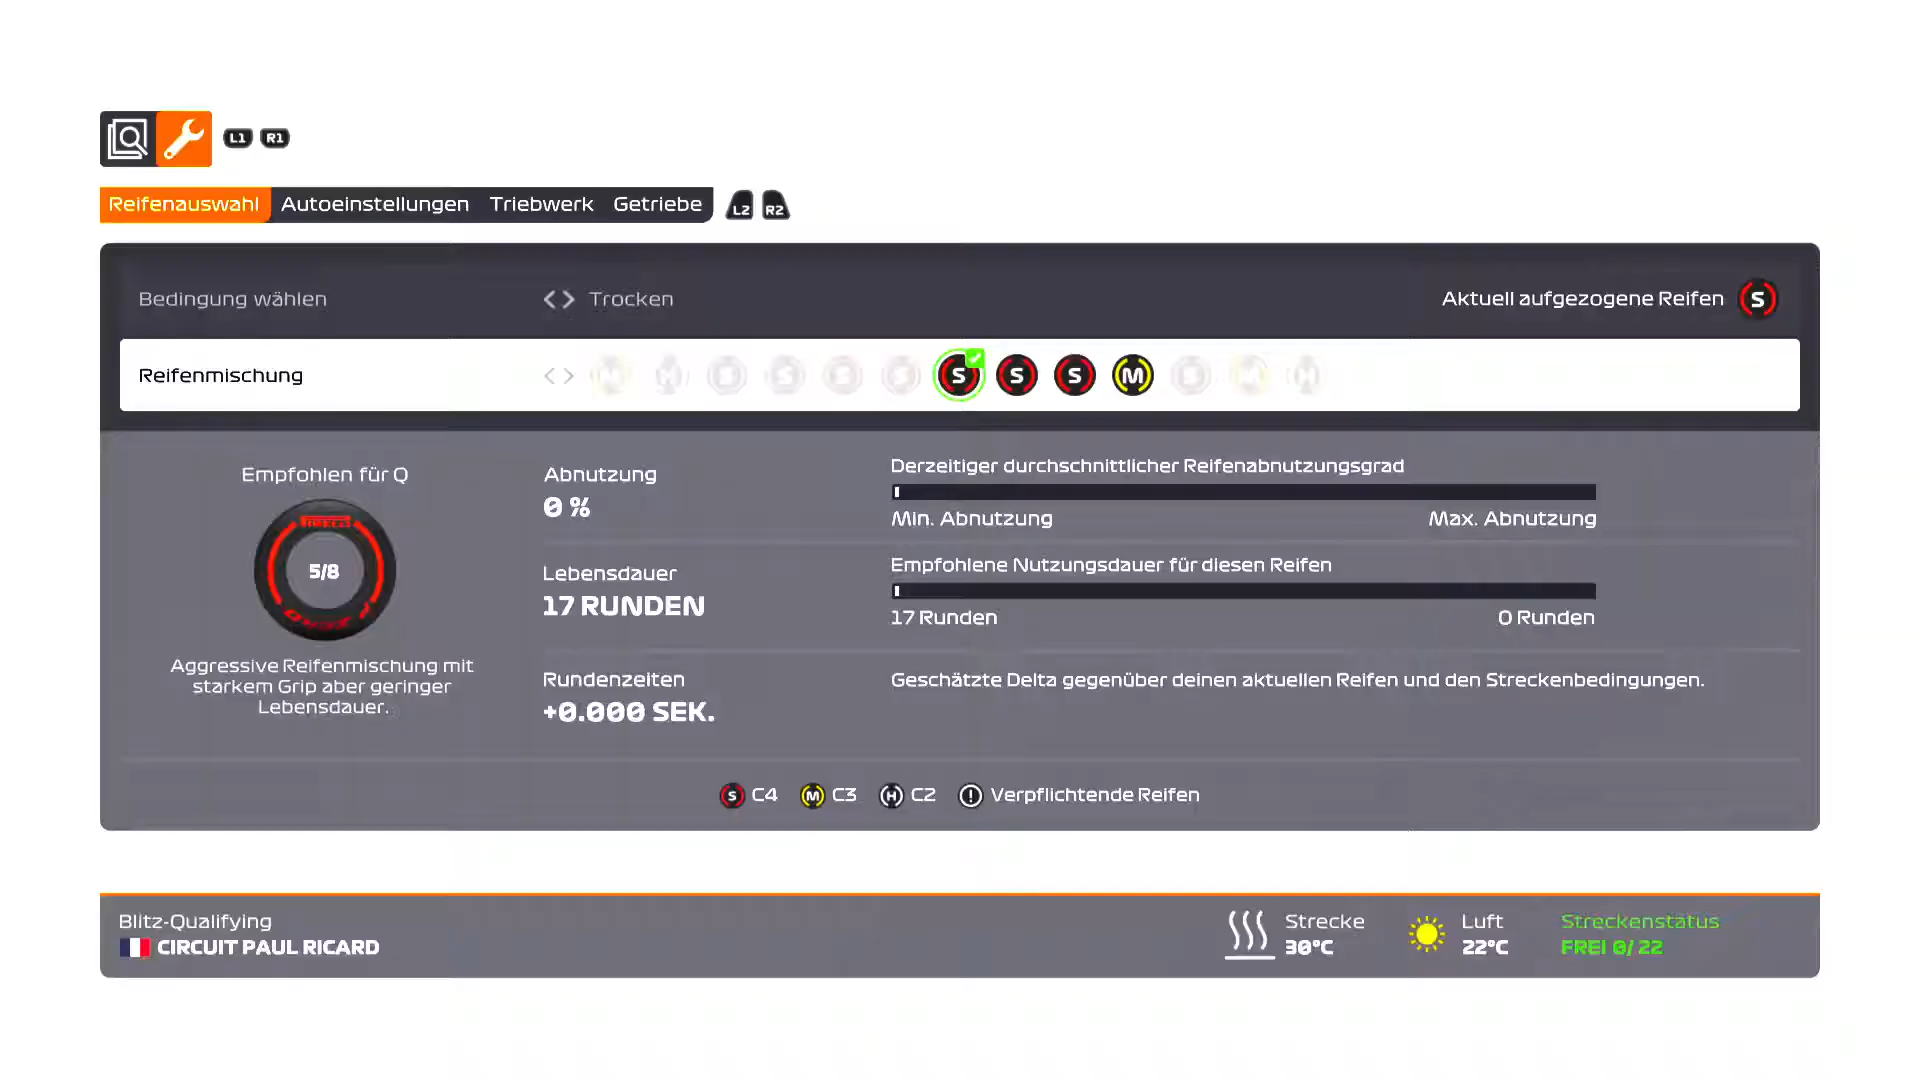 L1 R1
Reifenauswahl Autoeinstellungen Triebwerk Getriebe L2 R2
Bedingung wählen Trocken Aktuell aufgezogene Reifen S
Reifenmischung M H S S S S S S S M S M H
Empfohlen für Q
5/8
Aggressive Reifenmischung mit
starkem Grip aber geringer
Lebensdauer.
Abnutzung
0 %
Derzeitiger durchschnittlicher Reifenabnutzungsgrad
Min. Abnutzung Max. Abnutzung
Lebensdauer
17 RUNDEN
Empfohlene Nutzungsdauer für diesen Reifen
17 Runden 0 Runden
Rundenzeiten
+0.000 SEK.
Geschätzte Delta gegenüber deinen aktuellen Reifen und den Streckenbedingungen.
S C4 M C3 H C2 ! Verpflichtende Reifen
Blitz-Qualifying
CIRCUIT PAUL RICARD
Strecke
30°C
Luft
22°C
Streckenstatus
FREI 0/22